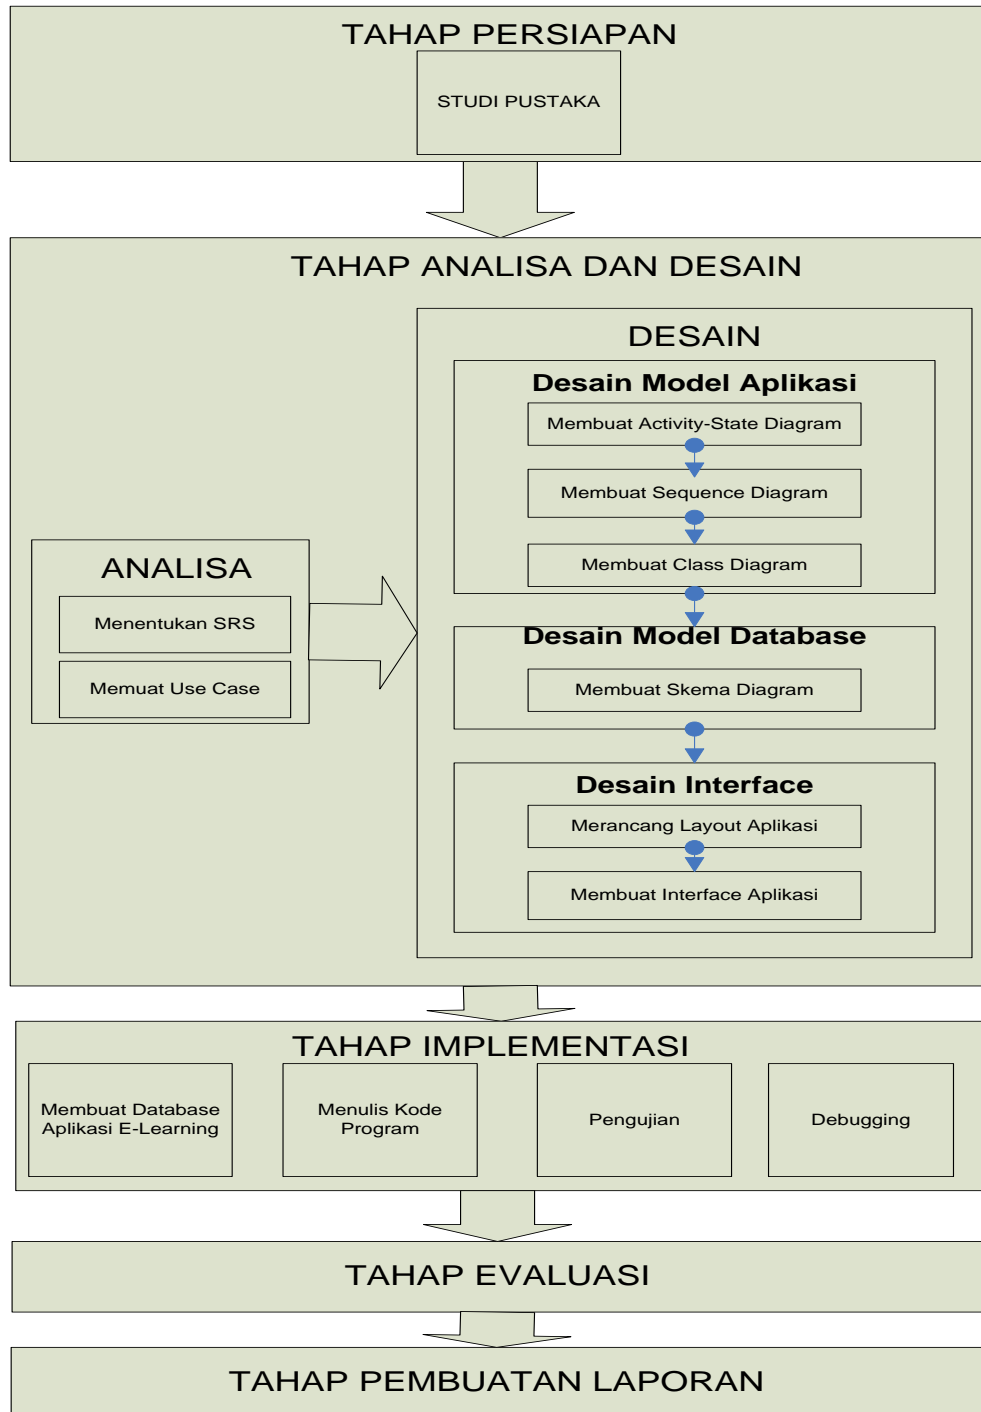 TAHAP PERSIAPAN
STUDI PUSTAKA
TAHAP ANALISA DAN DESAIN
ANALISA
Menentukan SRS
Memuat Use Case
DESAIN
Desain Model Aplikasi
Membuat Activity-State Diagram
Membuat Sequence Diagram
Membuat Class Diagram
Desain Model Database
Membuat Skema Diagram
Desain Interface
Merancang Layout Aplikasi
Membuat Interface Aplikasi
TAHAP IMPLEMENTASI
Membuat Database
Aplikasi E-Learning
Menulis Kode
Program
Pengujian
Debugging
TAHAP EVALUASI
TAHAP PEMBUATAN LAPORAN